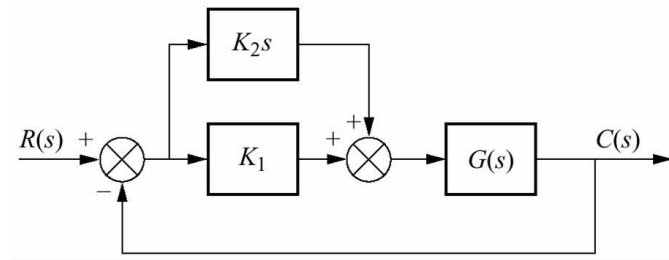 K₂s
+
R(s) + + C(s)
K₁ G(s)
−